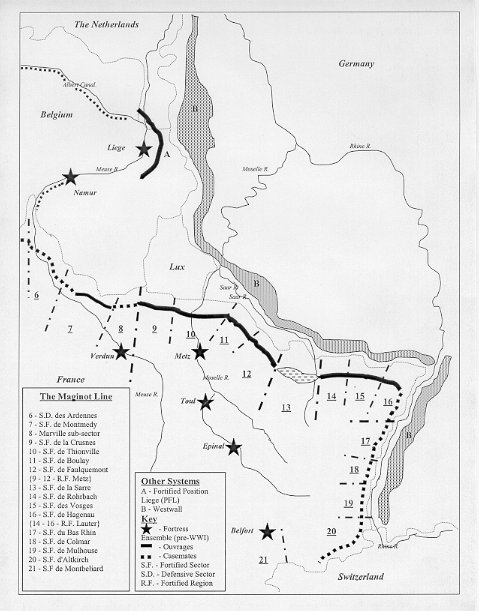 The Netherlands
Germany
B
Albert Canal
Belgium
Liege
A
Rhine R.
Meuse R.
Moselle R.
Namur
Lux
Saar R.
B
Saur R.
6
7
8
9
10
11
Verdun
Metz
12
France
Moselle R.
Meuse R.
13
14
15
16
Toul
B
17
Epinal
18
19
Belfort
20
21
Rhine R.
Switzerland
The Maginot Line
6 - S.D. des Ardennes
7 - S.F. de Montmedy
8 - Marville sub-sector
9 - S.F. de la Crusnes
10 - S.F. de Thionville
11 - S.F. de Boulay
12 - S.F. de Faulquemont
{9 - 12 - R.F. Metz}
13 - S.F. de la Sarre
14 - S.F. de Rohrbach
15 - S.F. des Vosges
16 - S.F. de Hagenau
{14 - 16 - R.F. Lauter}
17 - S.F. du Bas Rhin
18 - S.F. de Colmar
19 - S.F. de Mulhouse
20 - S.F. d'Altkirch
21 - S.F de Montbeliard
Other Systems
A - Fortified Position
Liege (PFL)
B - Westwall
Key
- Fortress
Ensemble (pre-WWI)
- Ouvrages
- Casemates
S.F. - Fortified Sector
S.D. - Defensive Sector
R.F. - Fortified Region